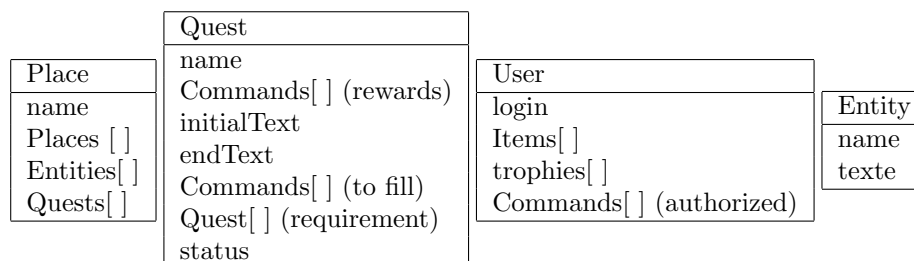 Place
name
Places [ ]
Entities[ ]
Quests[ ]
Quest
name
Commands[ ] (rewards)
initialText
endText
Commands[ ] (to fill)
Quest[ ] (requirement)
status
User
login
Items[ ]
trophies[ ]
Commands[ ] (authorized)
Entity
name
texte